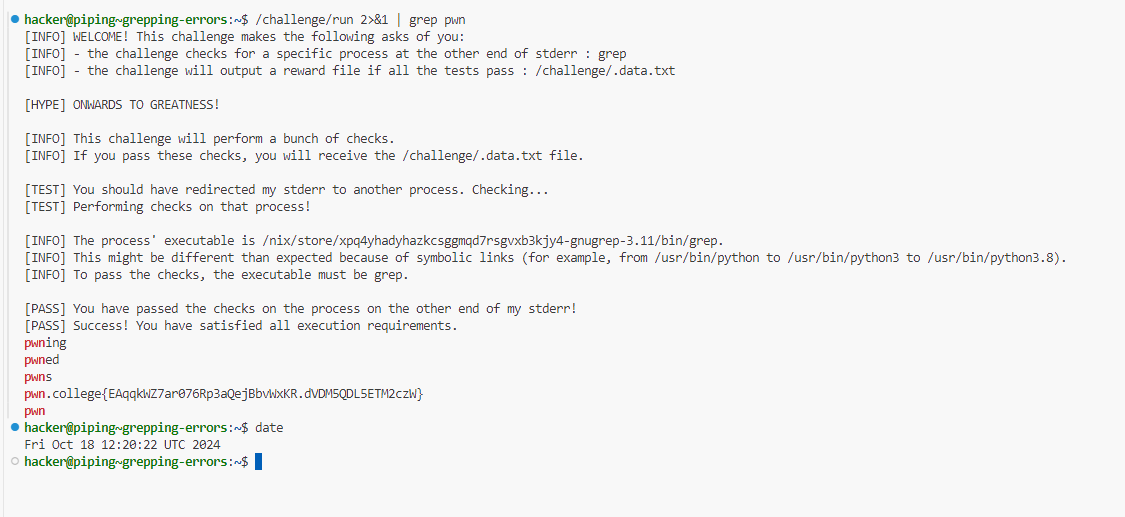 hacker@piping~grepping-errors:~$ /challenge/run 2>&1 | grep pwn
[INFO] WELCOME! This challenge makes the following asks of you:
[INFO] - the challenge checks for a specific process at the other end of stderr : grep
[INFO] - the challenge will output a reward file if all the tests pass : /challenge/.data.txt
[HYPE] ONWARDS TO GREATNESS!
[INFO] This challenge will perform a bunch of checks.
[INFO] If you pass these checks, you will receive the /challenge/.data.txt file.
[TEST] You should have redirected my stderr to another process. Checking...
[TEST] Performing checks on that process!
[INFO] The process' executable is /nix/store/xpq4yhadyhazkcsggmqd7rsgvxb3kjy4-gnugrep-3.11/bin/grep.
[INFO] This might be different than expected because of symbolic links (for example, from /usr/bin/python to /usr/bin/python3 to /usr/bin/python3.8).
[INFO] To pass the checks, the executable must be grep.
[PASS] You have passed the checks on the process on the other end of my stderr!
[PASS] Success! You have satisfied all execution requirements.
pwning
pwned
pwns
pwn.college{EAqqkWZ7ar076Rp3aQejBbvWxKR.dVDM5QDL5ETM2czW}
pwn
hacker@piping~grepping-errors:~$ date
Fri Oct 18 12:20:22 UTC 2024
hacker@piping~grepping-errors:~$